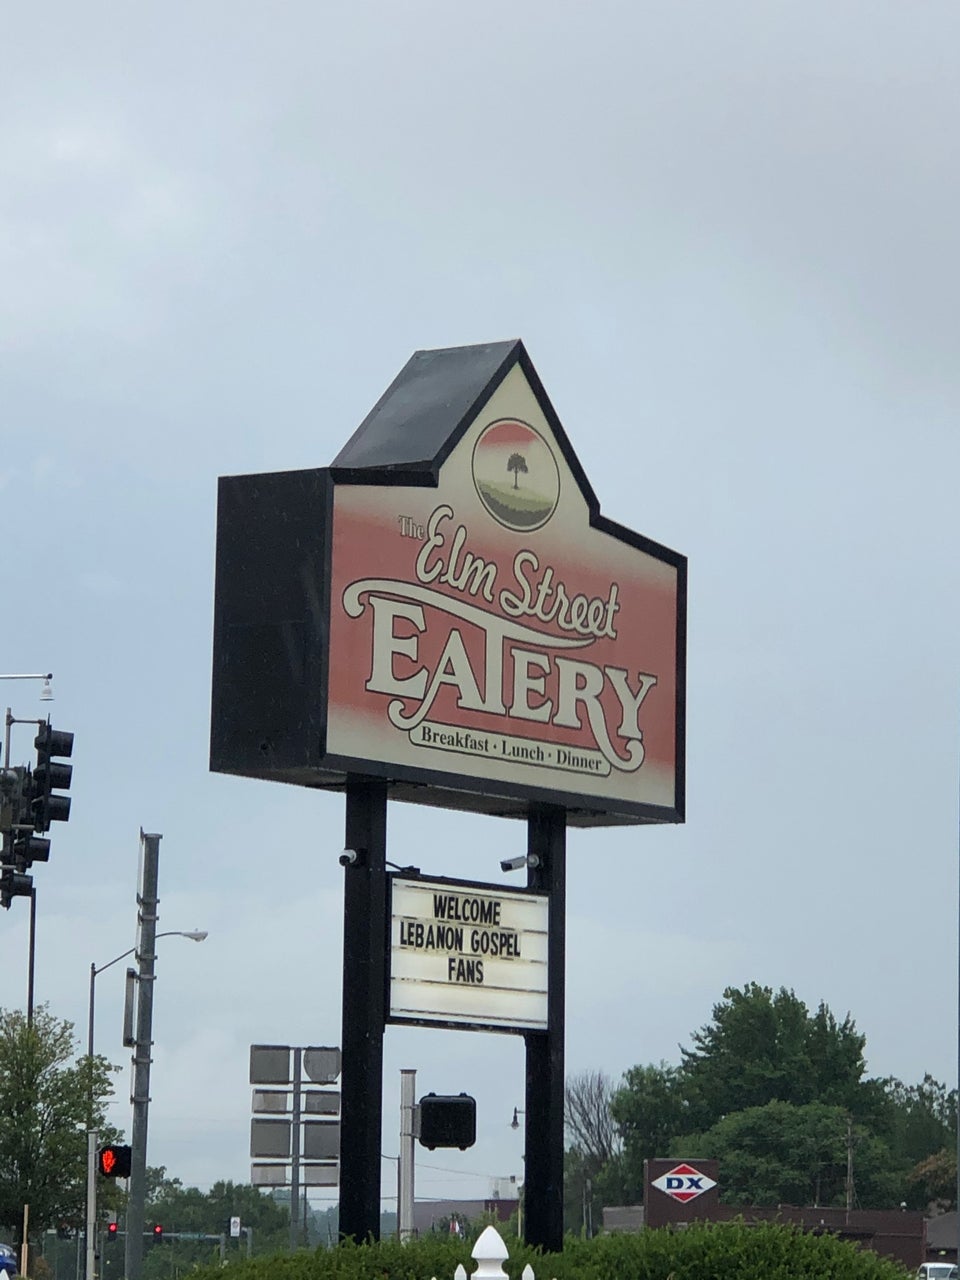 The Elm Street
EATERY
Breakfast · Lunch · Dinner
WELCOME
LEBANON GOSPEL
FANS
DX